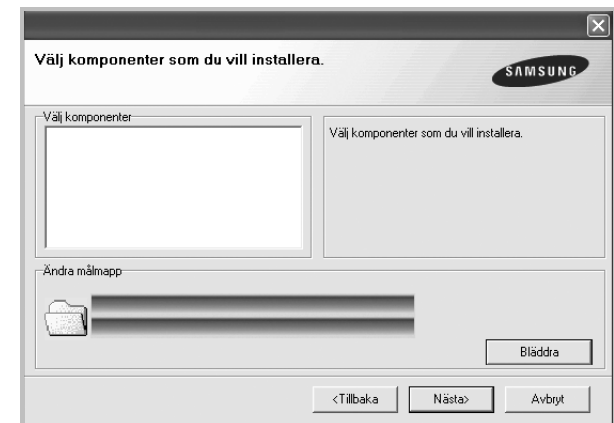 Välj komponenter som du vill installera.
SAMSUNG
Välj komponenter
Välj komponenter som du vill installera.
Ändra målmapp
Bläddra
<Tillbaka
Nästa>
Avbryt